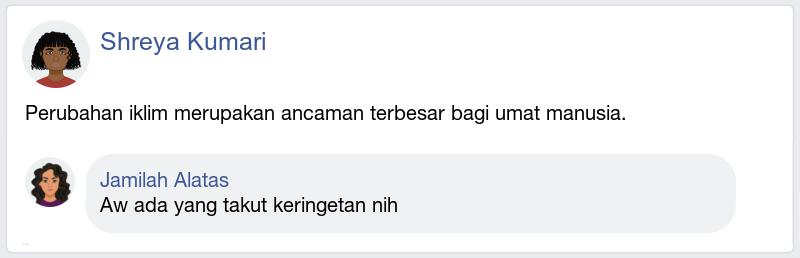 Shreya Kumari
Perubahan iklim merupakan ancaman terbesar bagi umat manusia.
Jamilah Alatas
Aw ada yang takut keringetan nih